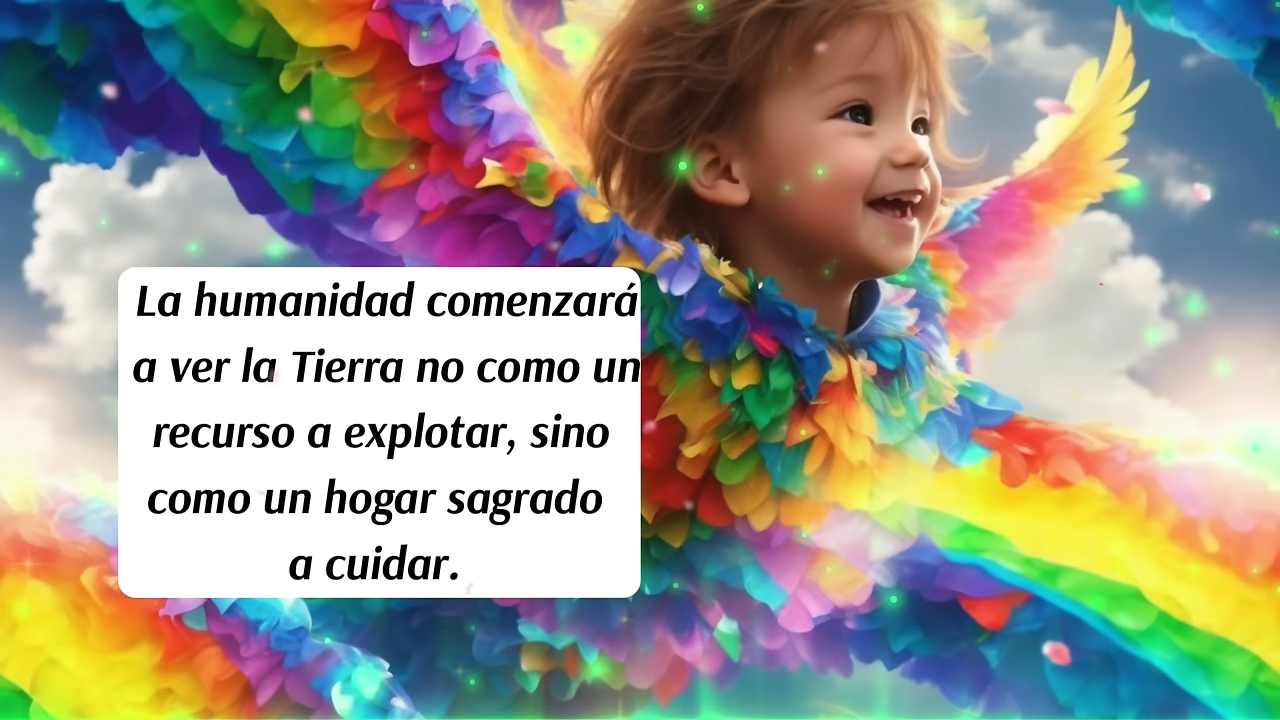 La humanidad comenzará
a ver la Tierra no como un
recurso a explotar, sino
como un hogar sagrado
a cuidar.